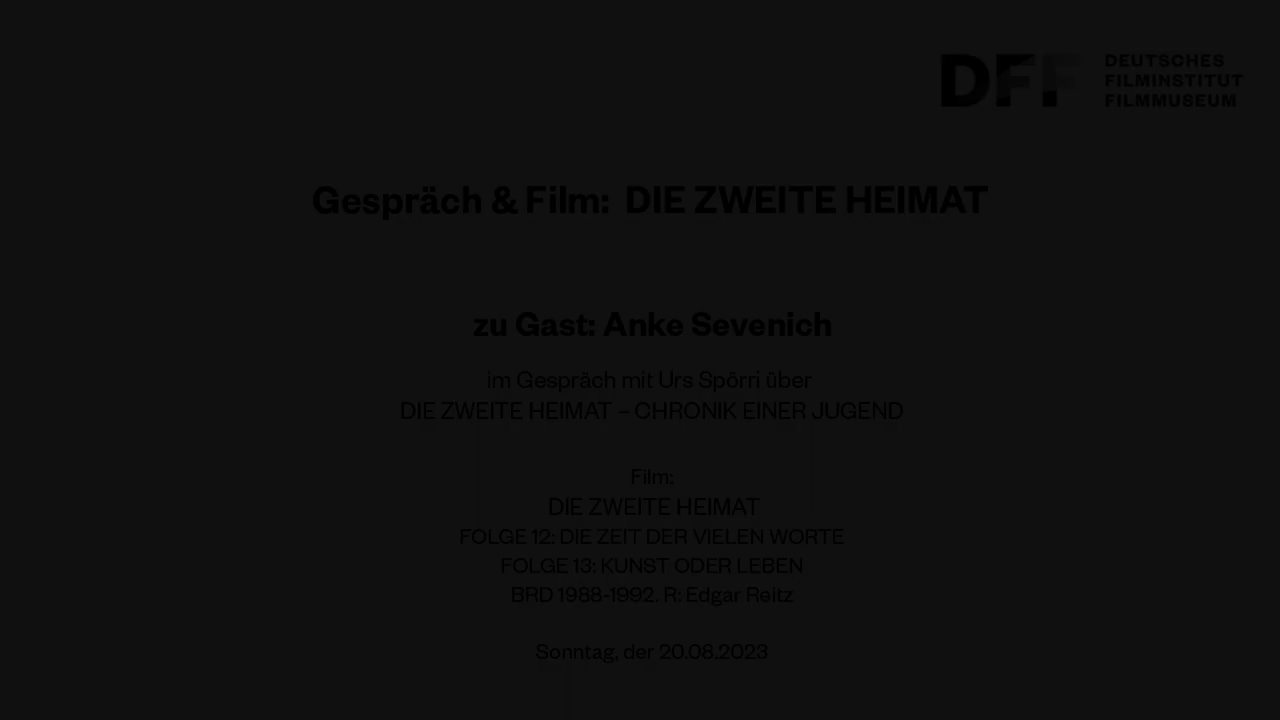 DFF DEUTSCHES
FILMINSTITUT
FILMMUSEUM
Gespräch & Film: DIE ZWEITE HEIMAT
zu Gast: Anke Sevenich
im Gespräch mit Urs Spörri über
DIE ZWEITE HEIMAT – CHRONIK EINER JUGEND
Film:
DIE ZWEITE HEIMAT
FOLGE 12: DIE ZEIT DER VIELEN WORTE
FOLGE 13: KUNST ODER LEBEN
BRD 1988-1992. R: Edgar Reitz
Sonntag, der 20.08.2023